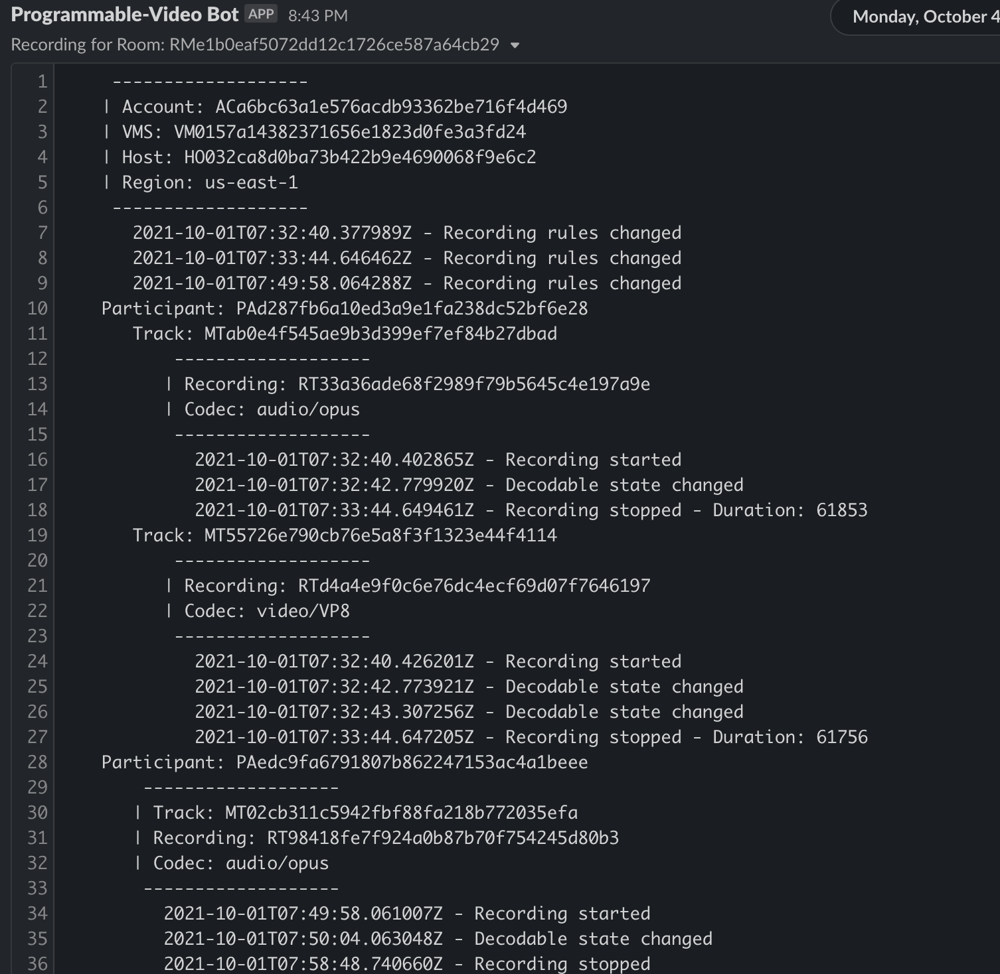 Programmable-Video Bot APP 8:43 PM
Monday, October 4
Recording for Room: RMe1b0eaf5072dd12c1726ce587a64cb29
1 -------------------
2 | Account: ACa6bc63a1e576acdb93362be716f4d469
3 | VMS: VM0157a14382371656e1823d0fe3a3fd24
4 | Host: HO032ca8d0ba73b422b9e4690068f9e6c2
5 | Region: us-east-1
6 -------------------
7 2021-10-01T07:32:40.377989Z - Recording rules changed
8 2021-10-01T07:33:44.646462Z - Recording rules changed
9 2021-10-01T07:49:58.064288Z - Recording rules changed
10 Participant: PAd287fb6a10ed3a9e1fa238dc52bf6e28
11 Track: MTab0e4f545ae9b3d399ef7ef84b27dbad
12 -------------------
13 | Recording: RT33a36ade68f2989f79b5645c4e197a9e
14 | Codec: audio/opus
15 -------------------
16 2021-10-01T07:32:40.402865Z - Recording started
17 2021-10-01T07:32:42.779920Z - Decodable state changed
18 2021-10-01T07:33:44.649461Z - Recording stopped - Duration: 61853
19 Track: MT55726e790cb76e5a8f3f1323e44f4114
20 -------------------
21 | Recording: RTd4a4e9f0c6e76dc4ecf69d07f7646197
22 | Codec: video/VP8
23 -------------------
24 2021-10-01T07:32:40.426201Z - Recording started
25 2021-10-01T07:32:42.773921Z - Decodable state changed
26 2021-10-01T07:32:43.307256Z - Decodable state changed
27 2021-10-01T07:33:44.647205Z - Recording stopped - Duration: 61756
28 Participant: PAedc9fa6791807b862247153ac4a1beee
29 -------------------
30 | Track: MT02cb311c5942fbf88fa218b772035efa
31 | Recording: RT98418fe7f924a0b87b70f754245d80b3
32 | Codec: audio/opus
33 -------------------
34 2021-10-01T07:49:58.061007Z - Recording started
35 2021-10-01T07:50:04.063048Z - Decodable state changed
36 2021-10-01T07:58:48.740660Z - Recording stopped